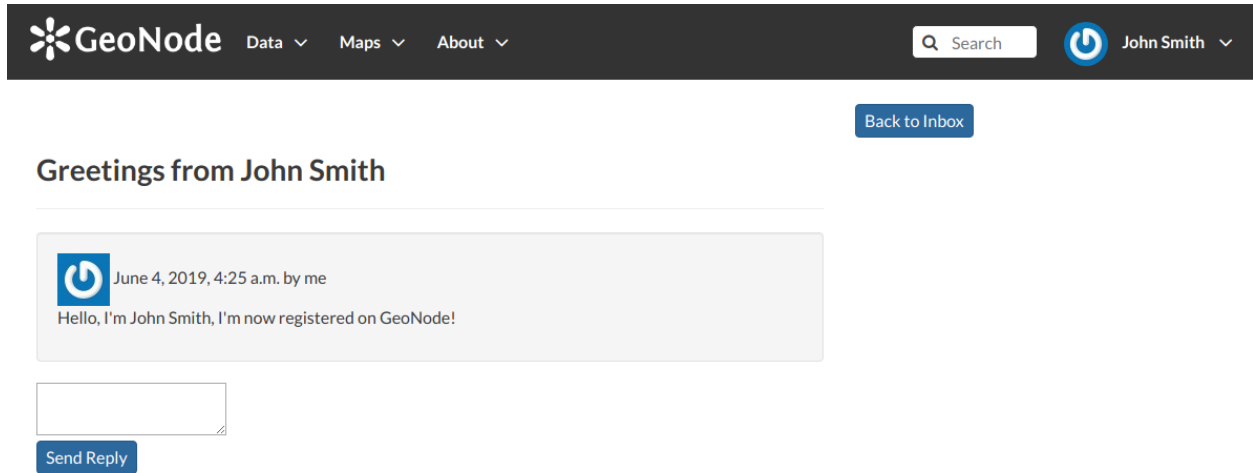 GeoNode Data Maps About Search John Smith
Back to Inbox
Greetings from John Smith
June 4, 2019, 4:25 a.m. by me
Hello, I'm John Smith, I'm now registered on GeoNode!
Send Reply